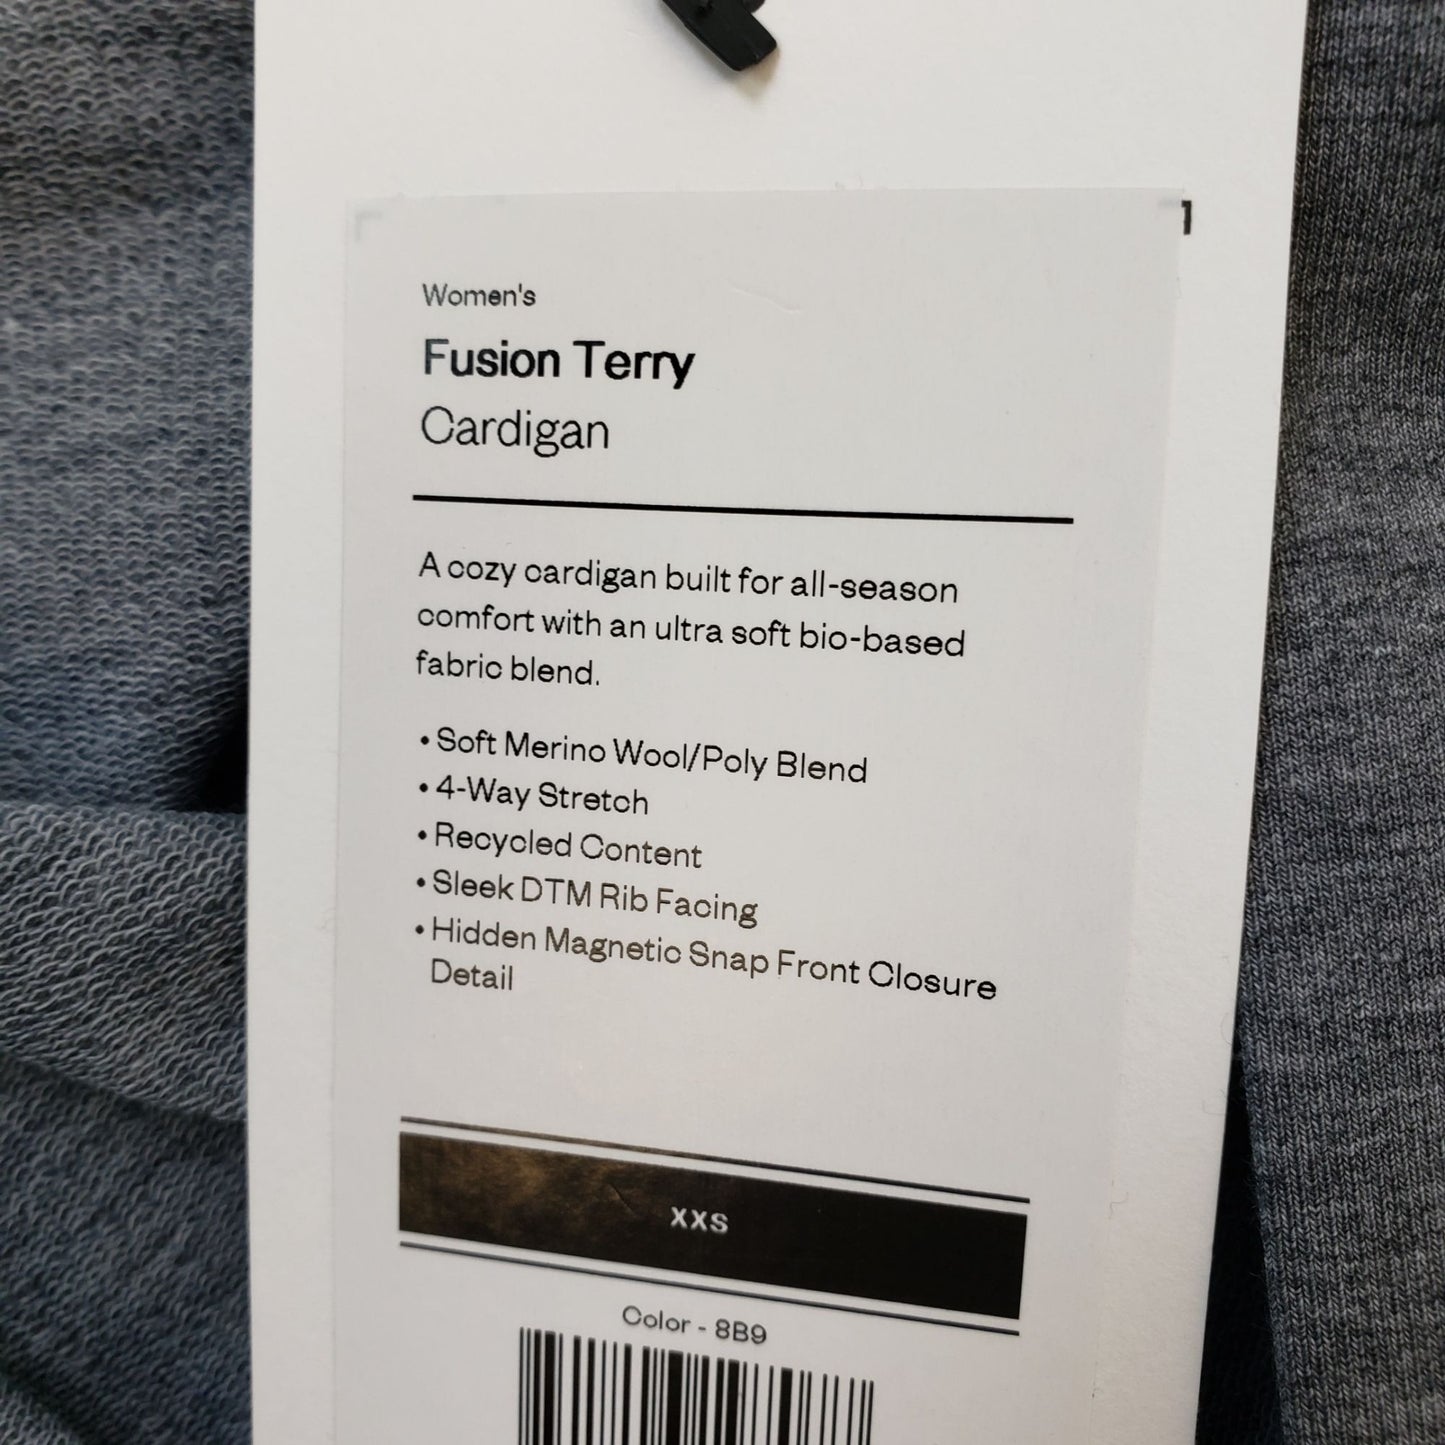 Women's
Fusion Terry
Cardigan
A cozy cardigan built for all-season
comfort with an ultra soft bio-based
fabric blend.
• Soft Merino Wool/Poly Blend
• 4-Way Stretch
• Recycled Content
• Sleek DTM Rib Facing
• Hidden Magnetic Snap Front Closure
Detail
XXS
Color - 8B9